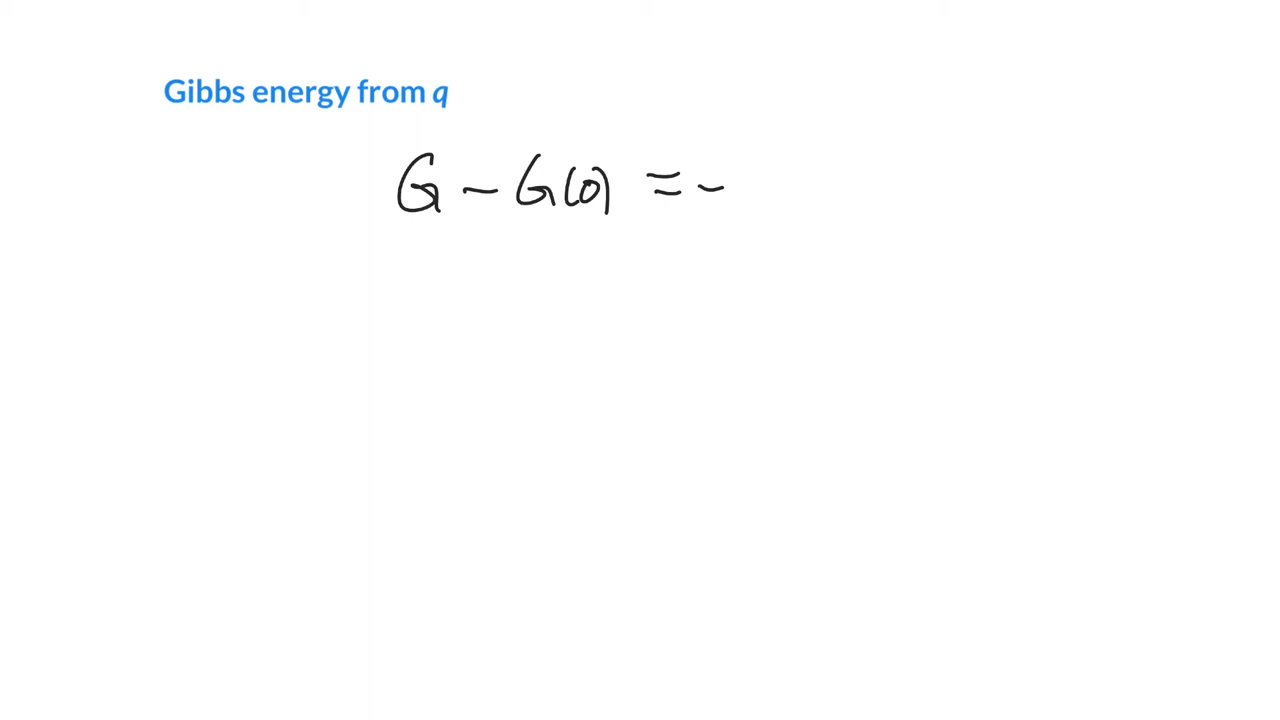 Gibbs energy from q
G - G(0) = -